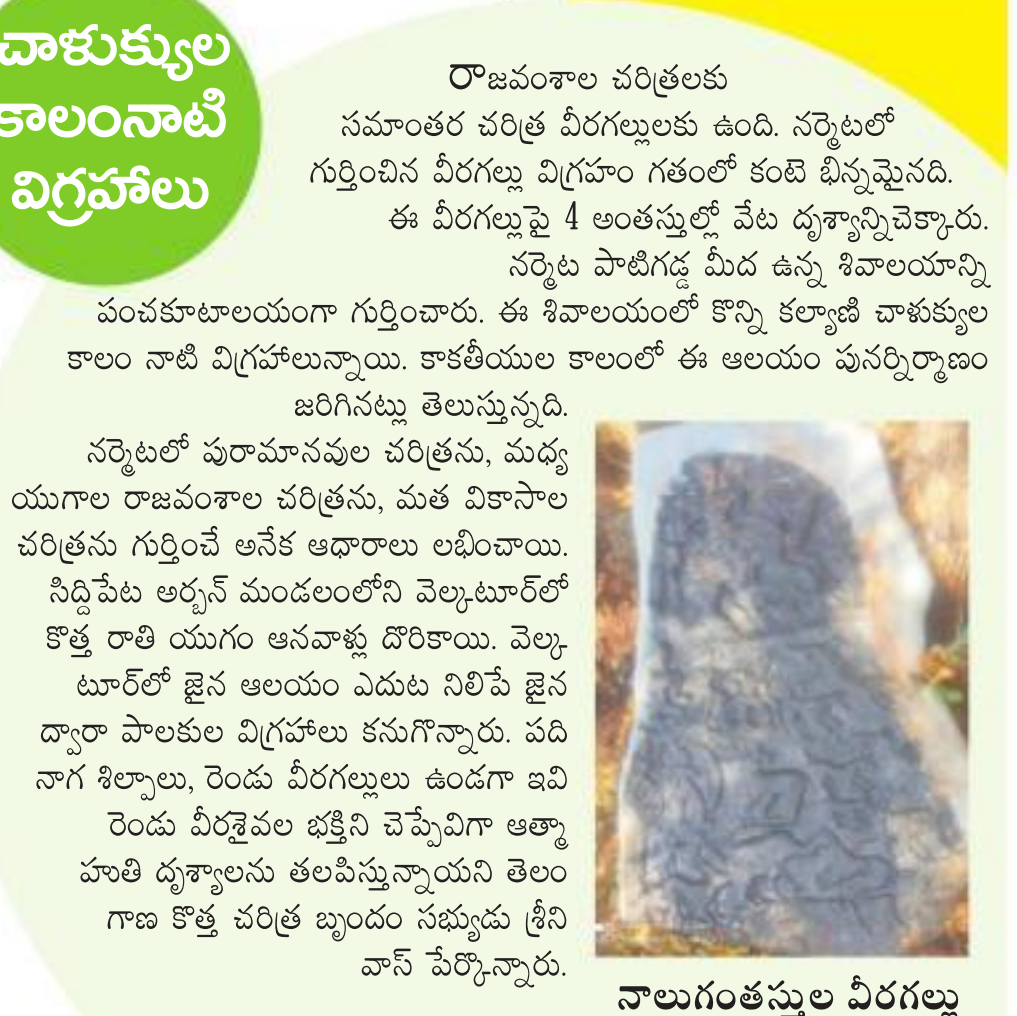 చాళుక్యుల
కాలంనాటి
విగ్రహాలు
రాజవంశాల చరిత్రలకు
సమాంతర చరిత్ర వీరగల్లులకు ఉంది. నర్మెటలో
గుర్తించిన వీరగల్లు విగ్రహం గతంలో కంటె భిన్నమైనది.
ఈ వీరగల్లుపై 4 అంతస్తుల్లో వేట దృశ్యాన్నిచెక్కారు.
నర్మెట పాటిగడ్డ మీద ఉన్న శివాలయాన్ని
పంచకూటాలయంగా గుర్తించారు. ఈ శివాలయంలో కొన్ని కల్యాణి చాళుక్యుల
కాలం నాటి విగ్రహాలున్నాయి. కాకతీయుల కాలంలో ఈ ఆలయం పునర్నిర్మాణం
జరిగినట్లు తెలుస్తున్నది.
నర్మెటలో పురామానవుల చరిత్రను, మధ్య
యుగాల రాజవంశాల చరిత్రను, మత వికాసాల
చరిత్రను గుర్తించే అనేక ఆధారాలు లభించాయి.
సిద్దిపేట అర్బన్ మండలంలోని వెల్కటూర్‌లో
కొత్త రాతి యుగం ఆనవాళ్లు దొరికాయి. వెల్క
టూర్‌లో జైన ఆలయం ఎదుట నిలిపే జైన
ద్వారా పాలకుల విగ్రహాలు కనుగొన్నారు. పది
నాగ శిల్పాలు, రెండు వీరగల్లులు ఉండగా ఇవి
రెండు వీరశైవల భక్తిని చెప్పేవిగా ఆత్మా
హుతి దృశ్యాలను తలపిస్తున్నాయని తెలం
గాణ కొత్త చరిత్ర బృందం సభ్యుడు శ్రీని
వాస్ పేర్కొన్నారు.
నాలుగంతస్తుల వీరగల్లు